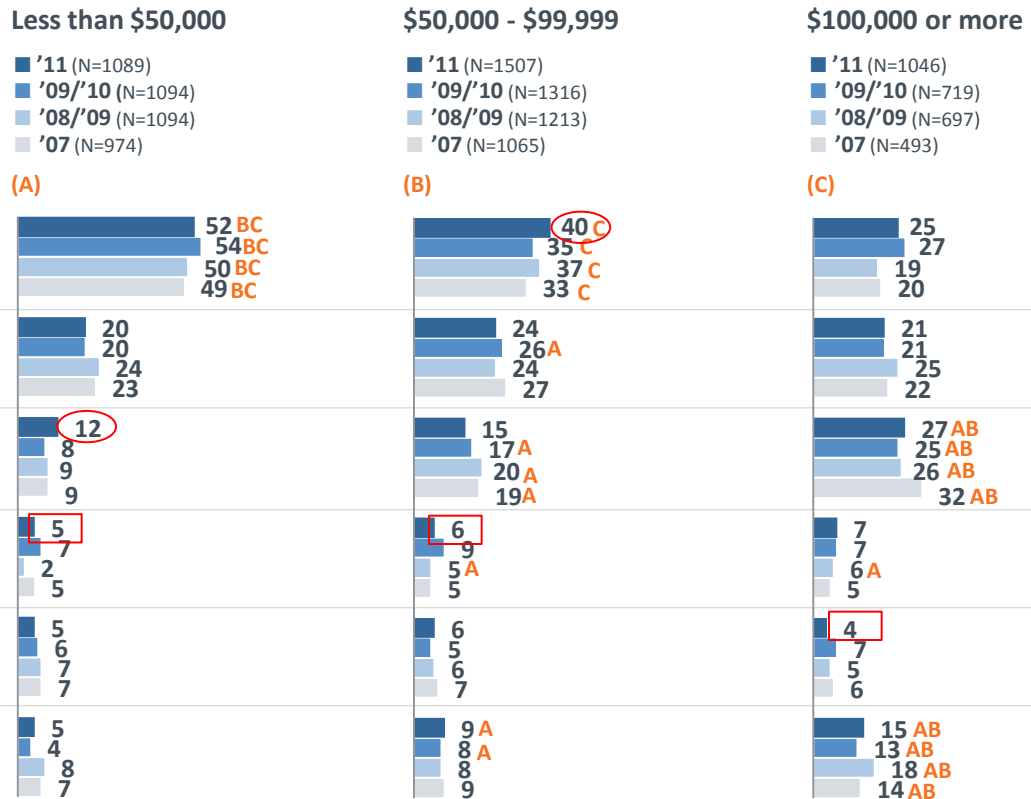 Less than $50,000 $50,000 - $99,999 $100,000 or more
’11 (N=1089) ’11 (N=1507) ’11 (N=1046)
’09/’10 (N=1094) ’09/’10 (N=1316) ’09/’10 (N=719)
’08/’09 (N=1094) ’08/’09 (N=1213) ’08/’09 (N=697)
’07 (N=974) ’07 (N=1065) ’07 (N=493)
(A) (B) (C)
52 BC 40 C 25
54 BC 35 C 27
50 BC 37 C 19
49 BC 33 C 20
20 24 21
20 26 A 21
24 24 25
23 27 22
12 15 27 AB
8 17 A 25 AB
9 20 A 26 AB
9 19 A 32 AB
5 6 7
7 9 7
2 5 A 6 A
5 5 5
5 6 4
6 5 7
7 6 5
7 7 6
5 9 A 15 AB
4 8 A 13 AB
8 8 18 AB
7 9 14 AB